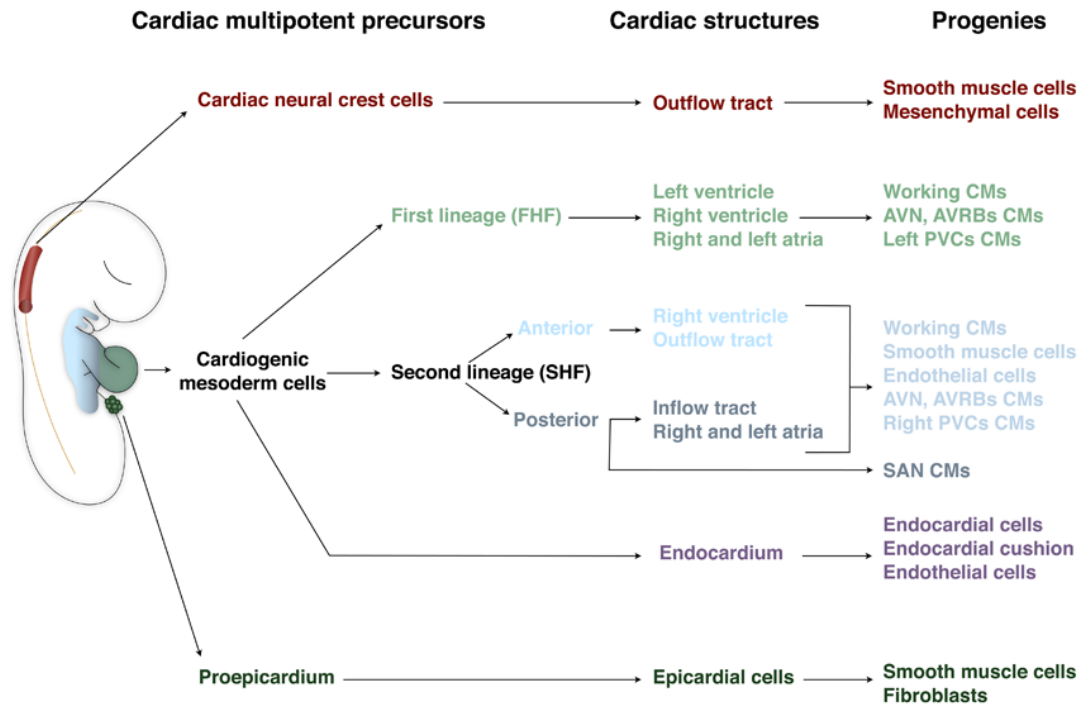 Cardiac multipotent precursors
Cardiac structures
Progenies
Cardiac neural crest cells
Outflow tract
Smooth muscle cells
Mesenchymal cells
First lineage (FHF)
Left ventricle
Right ventricle
Right and left atria
Working CMs
AVN, AVRBs CMs
Left PVCs CMs
Cardiogenic
mesoderm cells
Second lineage (SHF)
Anterior
Right ventricle
Outflow tract
Posterior
Inflow tract
Right and left atria
Working CMs
Smooth muscle cells
Endothelial cells
AVN, AVRBs CMs
Right PVCs CMs
SAN CMs
Endocardium
Endocardial cells
Endocardial cushion
Endothelial cells
Proepicardium
Epicardial cells
Smooth muscle cells
Fibroblasts